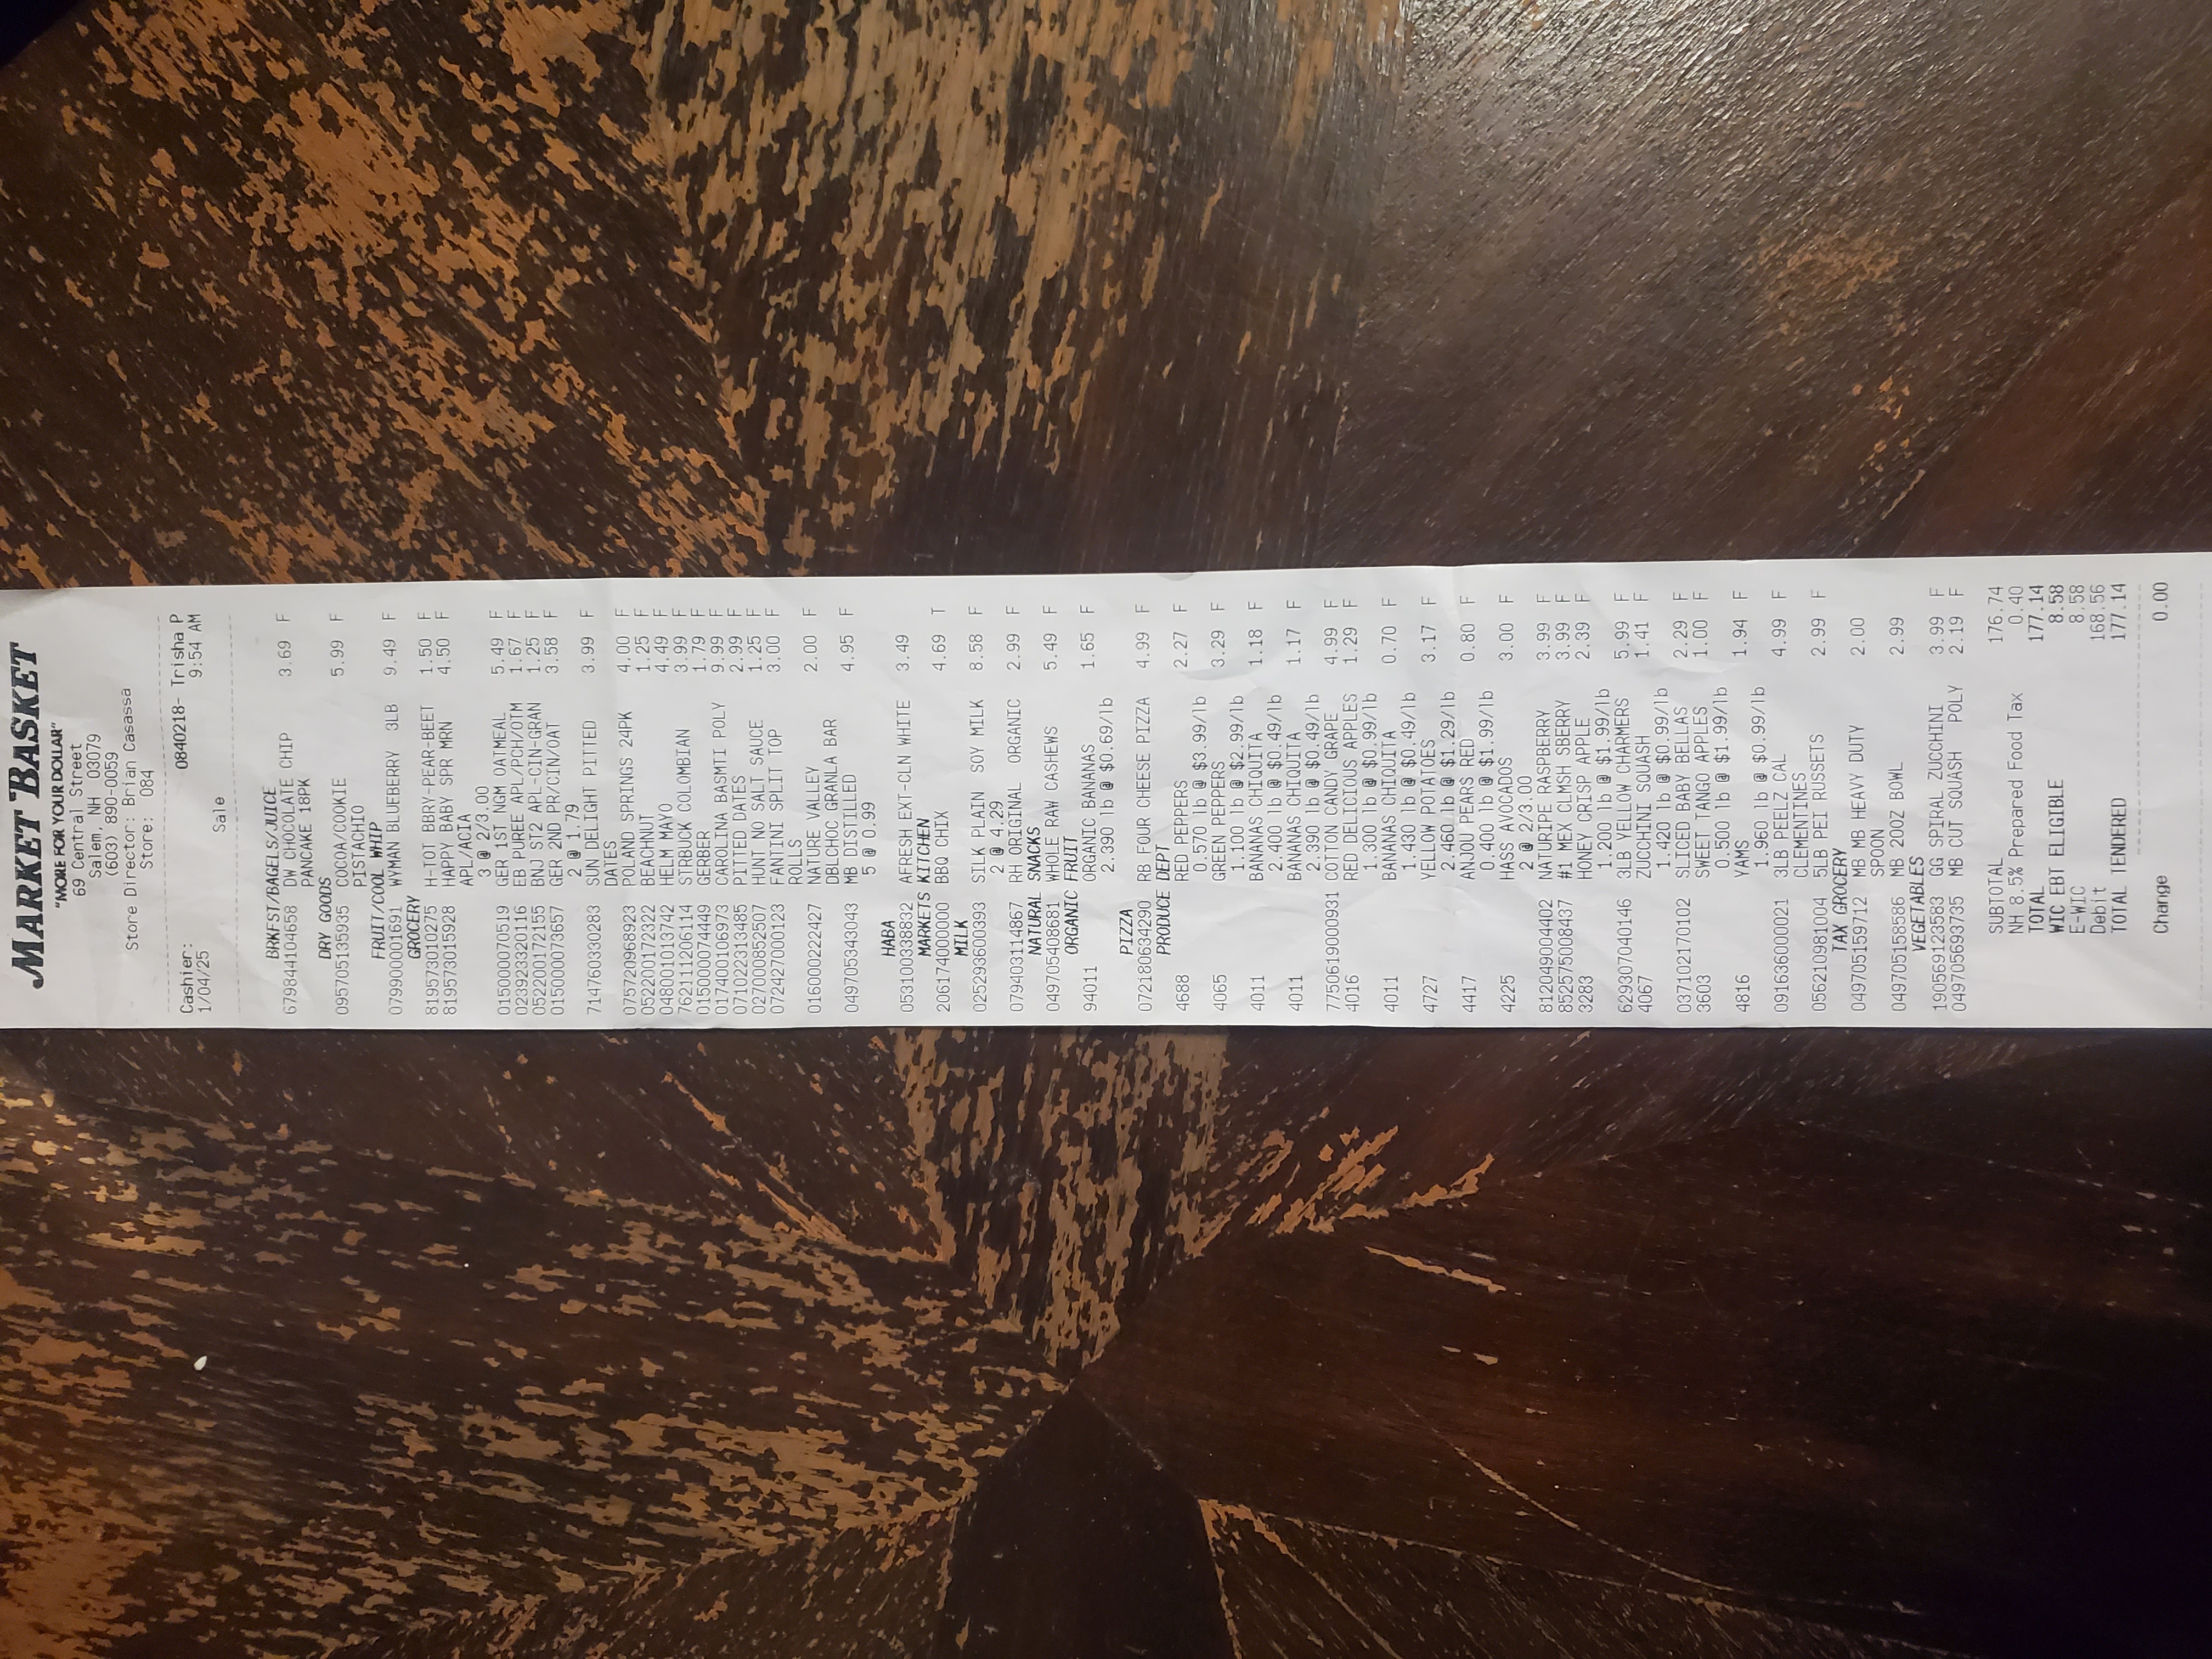 MARKET BASKET
"MORE FOR YOUR DOLLAR"
69 Central Street
Salem, NH 03079
(603) 890-0059
Store Director: Brian Casassa
Store: 084
Cashier: 0840218- Trisha P
1/04/25 9:54 AM
Sale
BRKFST/BAGELS/JUICE
679844104658 DW CHOCOLATE CHIP 3.69 F
PANCAKE 18PK
DRY GOODS
095705135935 COCOA/COOKIE 5.99 F
PISTACHIO
FRUIT/COOL WHIP
079900001691 WYMAN BLUEBERRY 3LB 9.49 F
GROCERY
819573010275 H-TOT BBRY-PEAR-BEET 1.50 F
819573015928 HAPPY BABY SPR MRN 4.50 F
APL/ACIA
3 @ 2/3.00
015000070519 GER 1ST NGM OATMEAL 5.49 F
023923320116 EB PUREE APL/PCH/OTM 1.67 F
052200172155 BNJ ST2 APL-CIN-GRAN 1.25 F
015000073657 GER 2ND PR/CIN/OAT 3.58 F
2 @ 1.79
714760330283 SUN DELIGHT PITTED 3.99 F
DATES
075720968923 POLAND SPRINGS 24PK 4.00 F
052200172322 BEACHNUT 1.25 F
048001013742 HELM MAYO 4.49 F
762111206114 STRBUCK COLOMBIAN 3.99 F
015000074449 GERBER 1.79 F
017400106973 CAROLINA BASMTI POLY 9.99 F
071022313485 PITTED DATES 2.99 F
027000852507 HUNT NO SALT SAUCE 1.25 F
072427000123 FANTINI SPLIT TOP 3.00 F
ROLLS
016000222427 NATURE VALLEY 2.00 F
DBLCHOC GRANLA BAR
049705343043 MB DISTILLED 4.95 F
5 @ 0.99
HABA
053100338832 AFRESH EXT-CLN WHITE 3.49
MARKETS KITCHEN
206174000000 BBQ CHIX 4.69 T
MILK
025293600393 SILK PLAIN SOY MILK 8.58 F
2 @ 4.29
079403114867 RH ORIGINAL ORGANIC 2.99 F
NATURAL SNACKS
049705408681 WHOLE RAW CASHEWS 5.49 F
ORGANIC FRUIT
94011 ORGANIC BANANAS 1.65 F
2.390 lb @ $0.69/lb
PIZZA
072180634290 RB FOUR CHEESE PIZZA 4.99 F
PRODUCE DEPT
4688 RED PEPPERS 2.27 F
0.570 lb @ $3.99/lb
4065 GREEN PEPPERS 3.29 F
1.100 lb @ $2.99/lb
4011 BANANAS CHIQUITA 1.18 F
2.400 lb @ $0.49/lb
4011 BANANAS CHIQUITA 1.17 F
2.390 lb @ $0.49/lb
7750619000931 COTTON CANDY GRAPE 4.99 F
4016 RED DELICIOUS APPLES 1.29 F
1.300 lb @ $0.99/lb
4011 BANANAS CHIQUITA 0.70 F
1.430 lb @ $0.49/lb
4727 YELLOW POTATOES 3.17 F
2.460 lb @ $1.29/lb
4417 ANJOU PEARS RED 0.80 F
0.400 lb @ $1.99/lb
4225 HASS AVOCADOS 3.00 F
2 @ 2/3.00
812049004402 NATURIPE RASPBERRY 3.99 F
852575008437 #1 MEX CLMSH SBERRY 3.99 F
3283 HONEY CRISP APPLE 2.39 F
1.200 lb @ $1.99/lb
629307040146 3LB YELLOW CHARMERS 5.99 F
4067 ZUCCHINI SQUASH 1.41 F
1.420 lb @ $0.99/lb
037102170102 SLICED BABY BELLAS 2.29 F
3603 SWEET TANGO APPLES 1.00 F
0.500 lb @ $1.99/lb
4816 YAMS 1.94 F
1.960 lb @ $0.99/lb
091636000021 3LB PEELZ CAL 4.99 F
CLEMENTINES
056210981004 5LB PEI RUSSETS 2.99 F
TAX GROCERY
049705159712 MB MB HEAVY DUTY 2.00
SPOON
049705158586 MB 20OZ BOWL 2.99
VEGETABLES
190569123583 GG SPIRAL ZUCCHINI 3.99 F
049705693735 MB CUT SQUASH POLY 2.19 F
SUBTOTAL 176.74
NH 8.5% Prepared Food Tax 0.40
TOTAL 177.14
WIC EBT ELIGIBLE 8.58
E-WIC 8.58
Debit 168.56
TOTAL TENDERED 177.14
Change 0.00